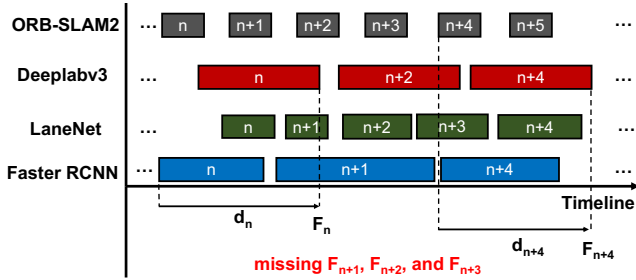 ORB-SLAM2 ... n n+1 n+2 n+3 n+4 n+5 ...
Deeplabv3 ... n n+2 n+4 ...
LaneNet ... n n+1 n+2 n+3 n+4 ...
Faster RCNN ... n n+1 n+4 ...
Timeline
dn Fn dn+4 Fn+4
missing Fn+1, Fn+2, and Fn+3